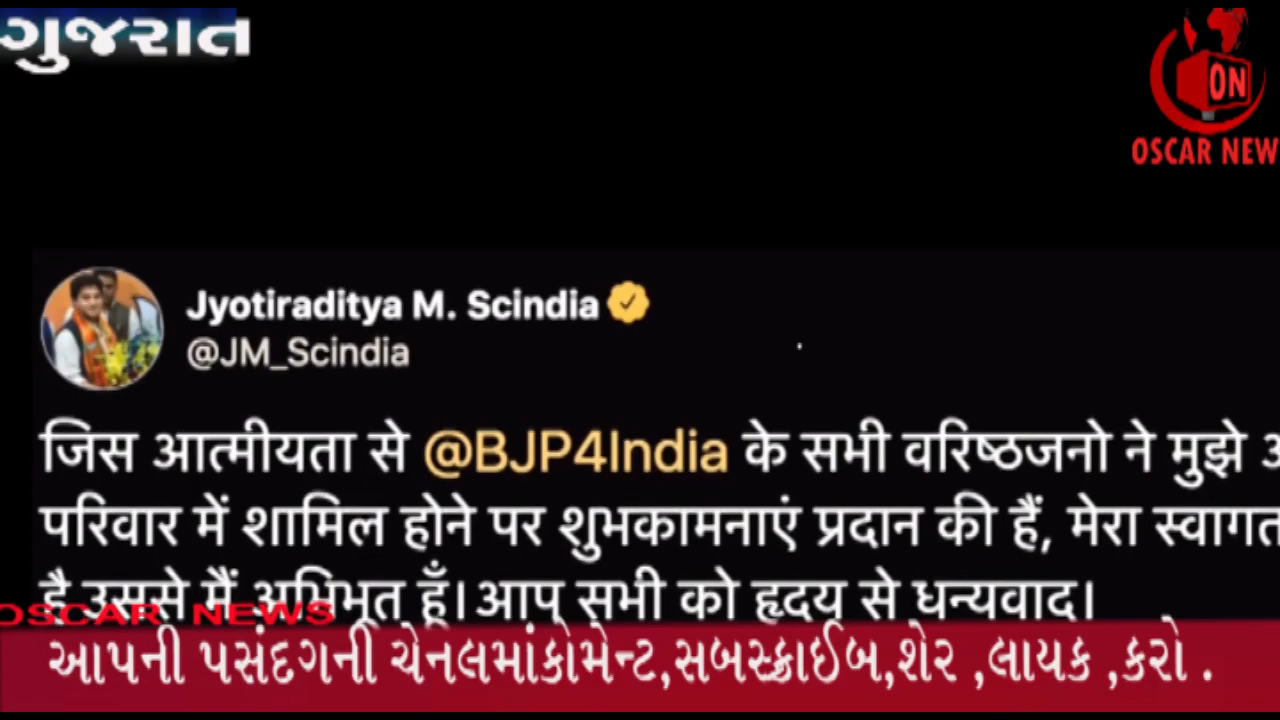 ગુજરાત
ON
OSCAR NEW
Jyotiraditya M. Scindia
@JM_Scindia
जिस आत्मीयता से @BJP4India के सभी वरिष्ठजनो ने मुझे
परिवार में शामिल होने पर शुभकामनाएं प्रदान की हैं, मेरा स्वागत
है उससे मैं अभिभूत हूँ। आप सभी को हृदय से धन्यवाद।
OSCAR NEWS
આપની પસંદગની ચેનલમાંકોમેન્ટ,સબસ્ક્રાઈબ,શેર ,લાયક ,કરો .